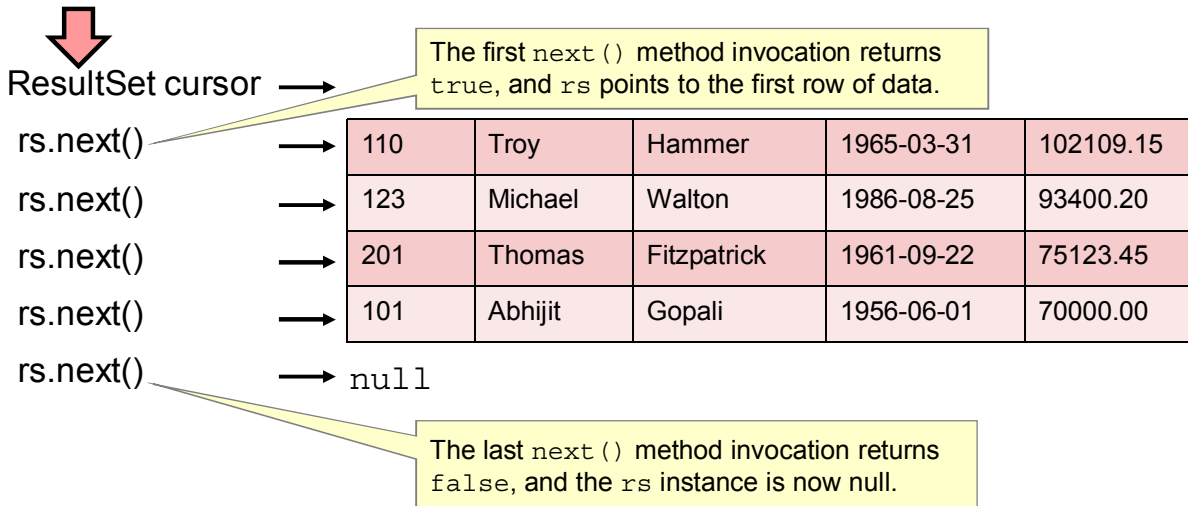 The first next() method invocation returns
true, and rs points to the first row of data.
ResultSet cursor
rs.next() 110 Troy Hammer 1965-03-31 102109.15
rs.next() 123 Michael Walton 1986-08-25 93400.20
rs.next() 201 Thomas Fitzpatrick 1961-09-22 75123.45
rs.next() 101 Abhijit Gopali 1956-06-01 70000.00
rs.next() null
The last next() method invocation returns
false, and the rs instance is now null.